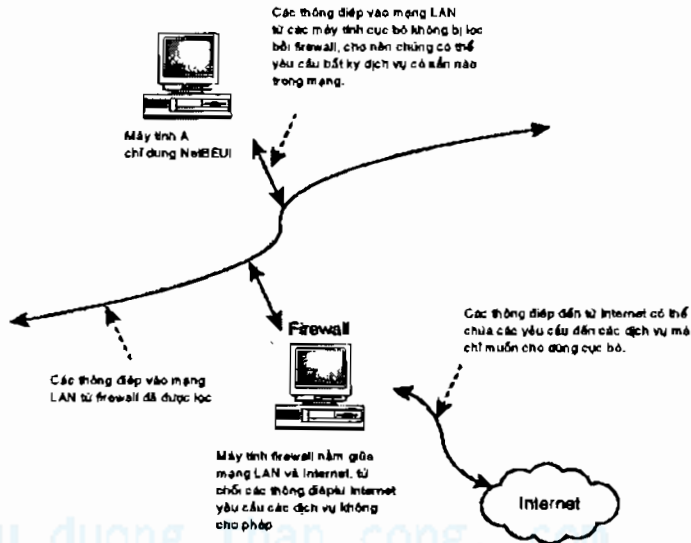 Các thông điệp vào mạng LAN
từ các máy tính cục bộ không bị lọc
bởi firewall, cho nên chúng có thể
yêu cầu bất kỳ dịch vụ có sẵn nào
trong mạng.
Máy tính A
chỉ dùng NetBEUI
Firewall
Các thông điệp đến từ Internet có thể
chứa các yêu cầu đến các dịch vụ mà
chỉ muốn cho dùng cục bộ.
Các thông điệp vào mạng
LAN từ firewall đã được lọc
Máy tính firewall nằm giữa
mạng LAN và Internet, từ
chối các thông điệp từ Internet
yêu cầu các dịch vụ không
cho phép
Internet
u duong than cong . com